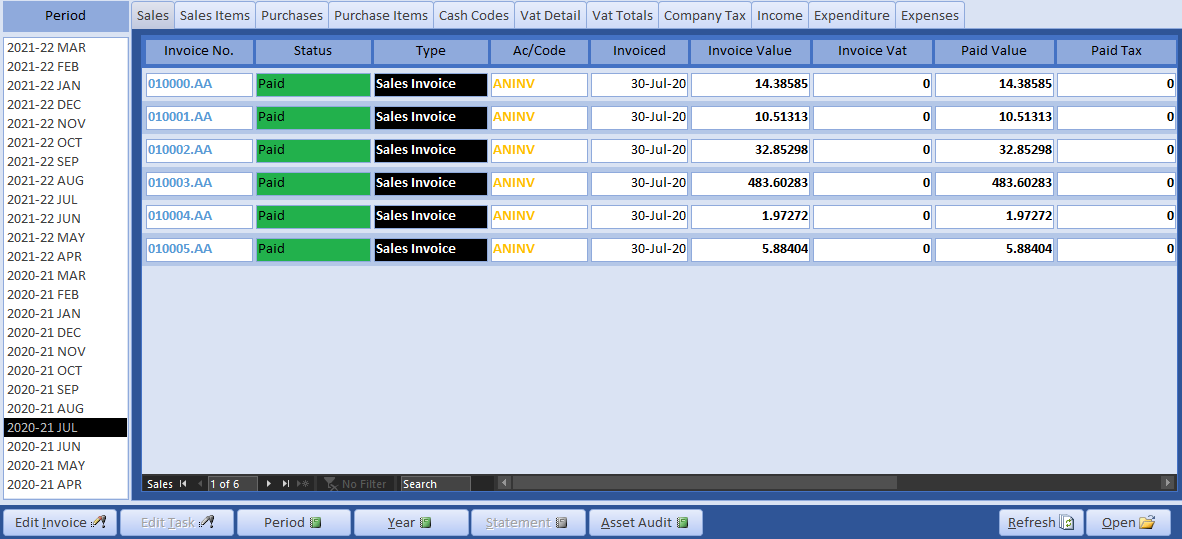 Period
Sales Sales Items Purchases Purchase Items Cash Codes Vat Detail Vat Totals Company Tax Income Expenditure Expenses
2021-22 MAR
2021-22 FEB
2021-22 JAN
2021-22 DEC
2021-22 NOV
2021-22 OCT
2021-22 SEP
2021-22 AUG
2021-22 JUL
2021-22 JUN
2021-22 MAY
2021-22 APR
2020-21 MAR
2020-21 FEB
2020-21 JAN
2020-21 DEC
2020-21 NOV
2020-21 OCT
2020-21 SEP
2020-21 AUG
2020-21 JUL
2020-21 JUN
2020-21 MAY
2020-21 APR
Invoice No. Status Type Ac/Code Invoiced Invoice Value Invoice Vat Paid Value Paid Tax
010000.AA Paid Sales Invoice ANINV 30-Jul-20 14.38585 0 14.38585 0
010001.AA Paid Sales Invoice ANINV 30-Jul-20 10.51313 0 10.51313 0
010002.AA Paid Sales Invoice ANINV 30-Jul-20 32.85298 0 32.85298 0
010003.AA Paid Sales Invoice ANINV 30-Jul-20 483.60283 0 483.60283 0
010004.AA Paid Sales Invoice ANINV 30-Jul-20 1.97272 0 1.97272 0
010005.AA Paid Sales Invoice ANINV 30-Jul-20 5.88404 0 5.88404 0
Sales 1 of 6 No Filter Search
Edit Invoice Edit Task Period Year Statement Asset Audit Refresh Open